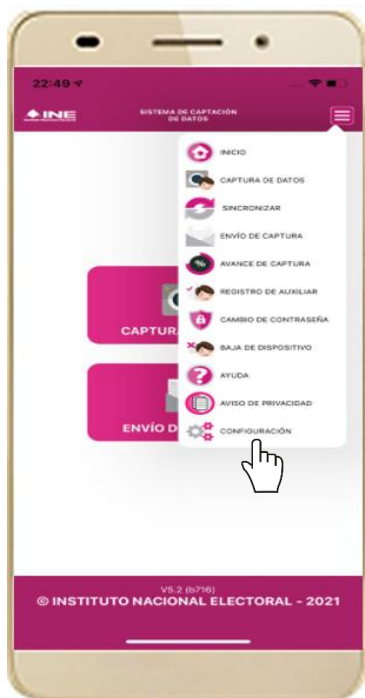 22:49
INE
SISTEMA DE CAPTACIÓN
DE DATOS
INICIO
CAPTURA DE DATOS
SINCRONIZAR
ENVÍO DE CAPTURA
%
AVANCE DE CAPTURA
REGISTRO DE AUXILIAR
CAMBIO DE CONTRASEÑA
BAJA DE DISPOSITIVO
?
AYUDA
AVISO DE PRIVACIDAD
CONFIGURACIÓN
CAPTUR
ENVÍO D
V5.2 (b716)
© INSTITUTO NACIONAL ELECTORAL - 2021